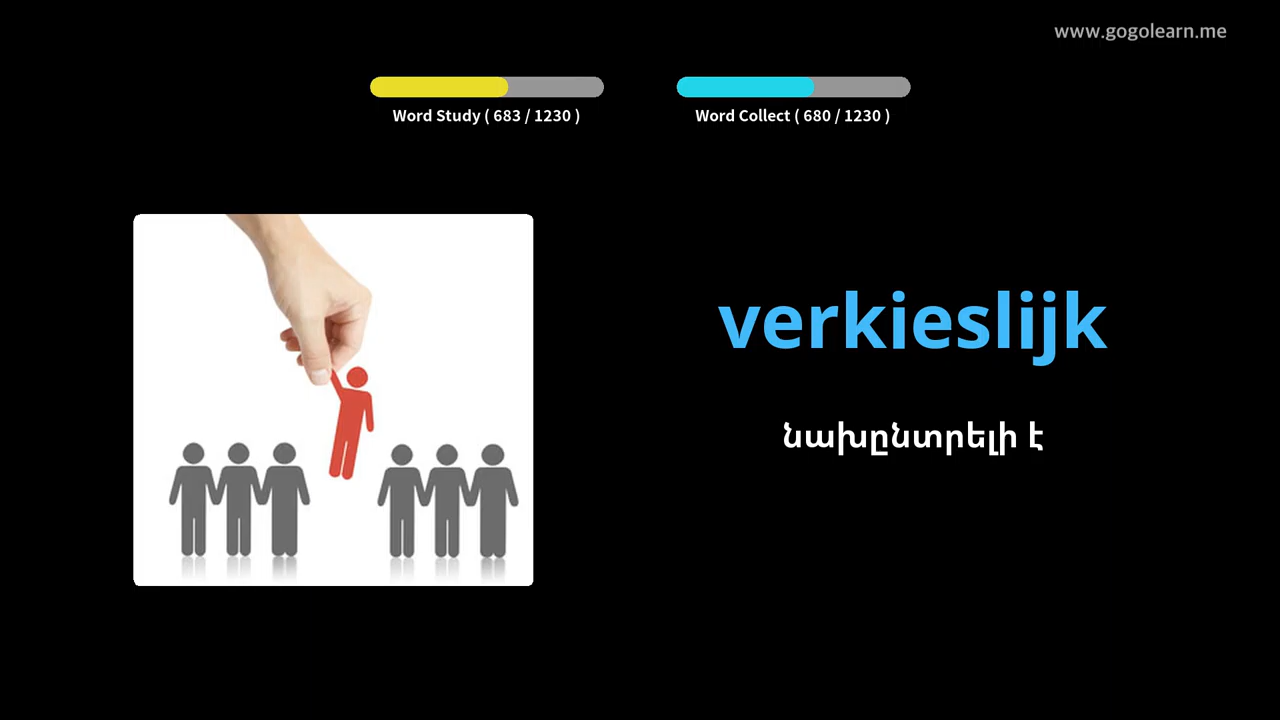 www.gogolearn.me
Word Study ( 683 / 1230 )
Word Collect ( 680 / 1230 )
verkieslijk
նախընտրելի է